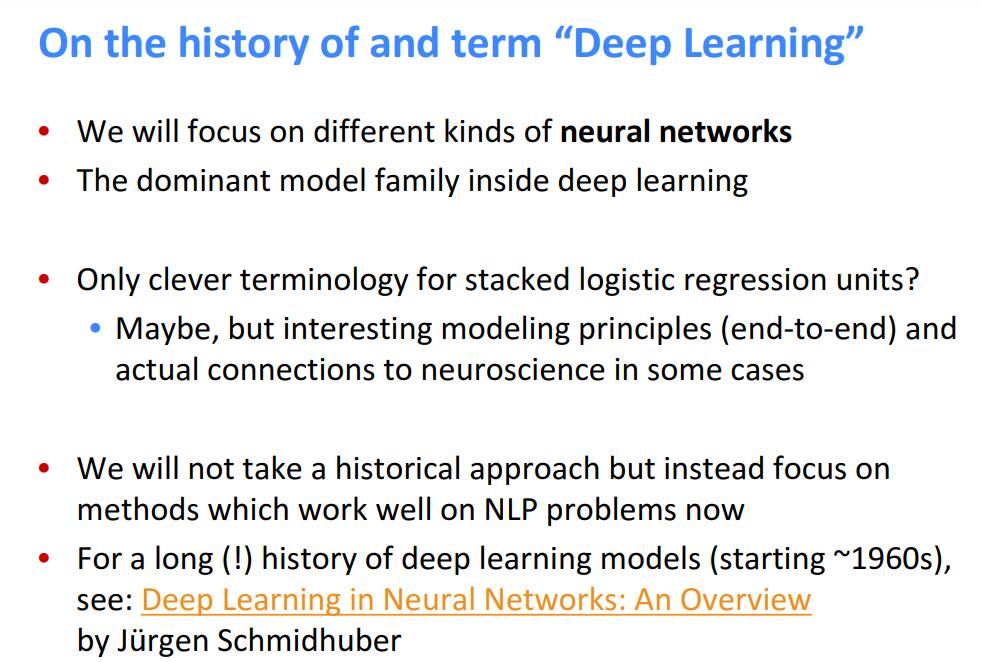 On the history of and term “Deep Learning”
• We will focus on different kinds of neural networks
• The dominant model family inside deep learning
• Only clever terminology for stacked logistic regression units?
• Maybe, but interesting modeling principles (end-to-end) and
actual connections to neuroscience in some cases
• We will not take a historical approach but instead focus on
methods which work well on NLP problems now
• For a long (!) history of deep learning models (starting ~1960s),
see: Deep Learning in Neural Networks: An Overview
by Jürgen Schmidhuber